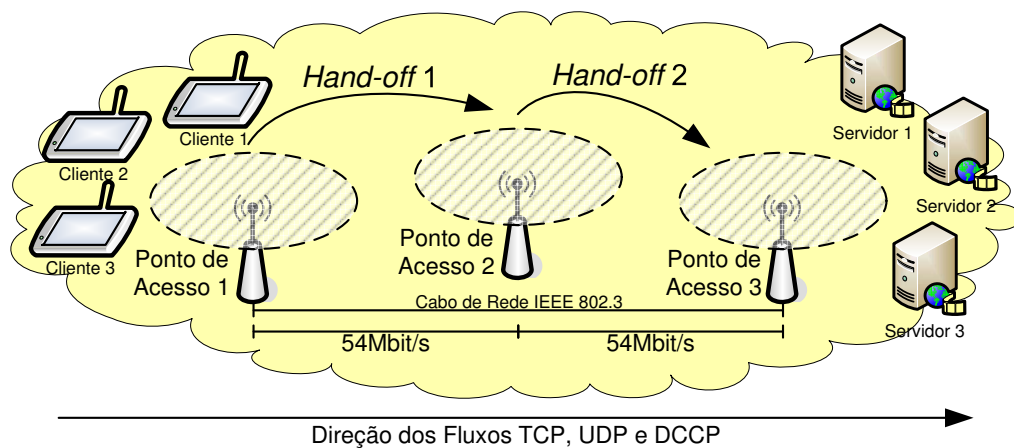 Hand-off 1
Hand-off 2
Cliente 1
Cliente 2
Cliente 3
Servidor 1
Servidor 2
Servidor 3
Ponto de
Acesso 1
Ponto de
Acesso 2
Ponto de
Acesso 3
Cabo de Rede IEEE 802.3
54Mbit/s
54Mbit/s
Direção dos Fluxos TCP, UDP e DCCP